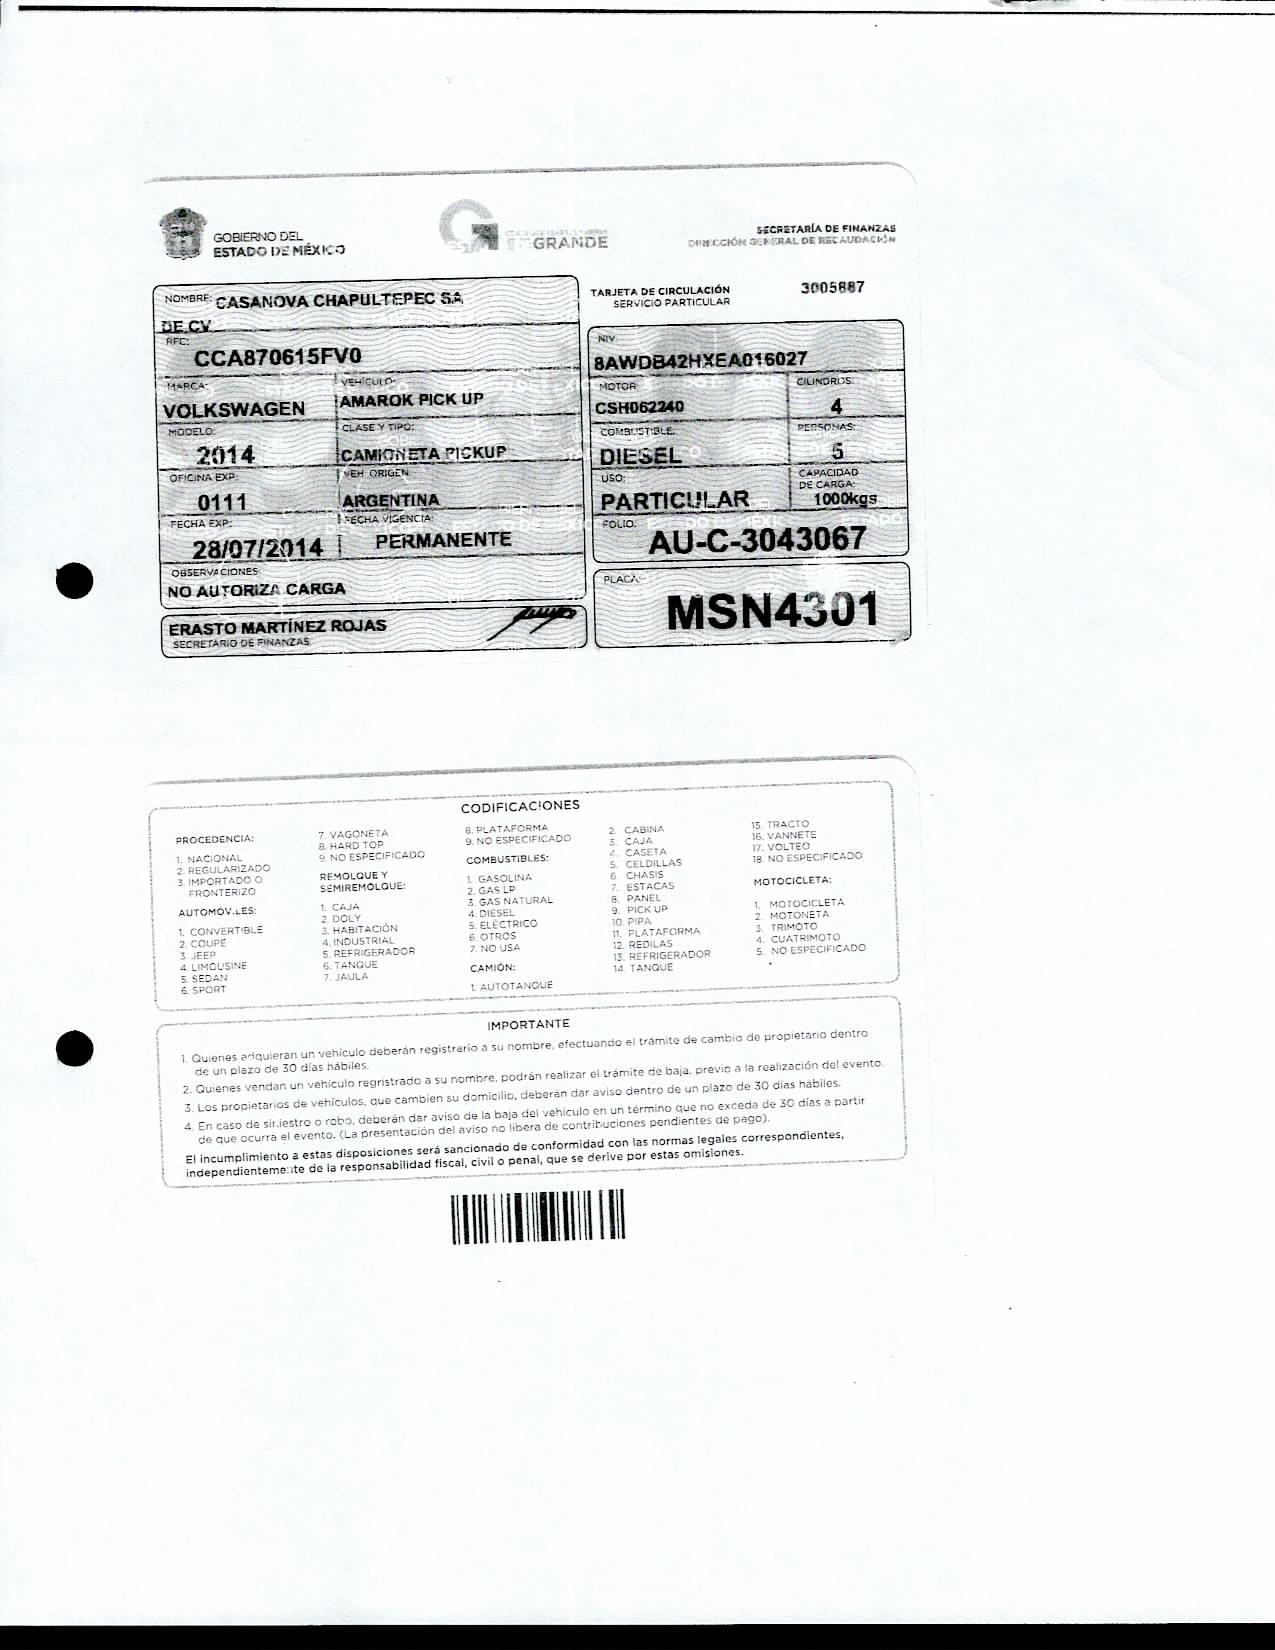 GOBIERNO DEL
ESTADO DE MÉXICO
GRANDE
SECRETARÍA DE FINANZAS
DIRECCIÓN GENERAL DE RECAUDACIÓN
TARJETA DE CIRCULACIÓN 3005887
SERVICIO PARTICULAR
NOMBRE: CASANOVA CHAPULTEPEC SA
DE CV
RFC:
CCA870615FV0
MARCA: VEHÍCULO:
VOLKSWAGEN AMAROK PICK UP
MODELO: CLASE Y TIPO:
2014 CAMIONETA PICKUP
OFICINA EXP: VEH. ORIGEN:
0111 ARGENTINA
FECHA EXP: FECHA VIGENCIA:
28/07/2014 PERMANENTE
OBSERVACIONES
NO AUTORIZA CARGA
ERASTO MARTÍNEZ ROJAS
SECRETARIO DE FINANZAS
NIV:
8AWDB42HXEA016027
MOTOR CILINDROS:
CSH062240 4
COMBUSTIBLE: PERSONAS:
DIESEL 5
USO: CAPACIDAD
DE CARGA:
PARTICULAR 1000kgs
FOLIO:
AU-C-3043067
PLACA:
MSN4301
CODIFICACIONES
PROCEDENCIA:
1. NACIONAL
2. REGULARIZADO
3. IMPORTADO O
FRONTERIZO
AUTOMÓVILES:
1. CONVERTIBLE
2. COUPÉ
3. JEEP
4. LIMOUSINE
5. SEDAN
6. SPORT
7. VAGONETA
8. HARD TOP
9. NO ESPECIFICADO
REMOLQUE Y
SEMIREMOLQUE:
1. CAJA
2. DOLY
3. HABITACIÓN
4. INDUSTRIAL
5. REFRIGERADOR
6. TANQUE
7. JAULA
8. PLATAFORMA
9. NO ESPECIFICADO
COMBUSTIBLES:
1. GASOLINA
2. GAS LP
3. GAS NATURAL
4. DIESEL
5. ELÉCTRICO
6. OTROS
7. NO USA
CAMIÓN:
1. AUTOTANQUE
2. CABINA
3. CAJA
4. CASETA
5. CELDILLAS
6. CHASIS
7. ESTACAS
8. PANEL
9. PICK UP
10. PIPA
11. PLATAFORMA
12. REDILAS
13. REFRIGERADOR
14. TANQUE
15. TRACTO
16. VANNETE
17. VOLTEO
18. NO ESPECIFICADO
MOTOCICLETA:
1. MOTOCICLETA
2. MOTONETA
3. TRIMOTO
4. CUATRIMOTO
5. NO ESPECIFICADO
IMPORTANTE
1. Quienes adquieran un vehículo deberán registrarlo a su nombre, efectuando el trámite de cambio de propietario dentro
de un plazo de 30 días hábiles.
2. Quienes vendan un vehículo regristrado a su nombre, podrán realizar el trámite de baja, previo a la realización del evento.
3. Los propietarios de vehículos, que cambien su domicilio, deberán dar aviso dentro de un plazo de 30 días hábiles.
4. En caso de siniestro o robo, deberán dar aviso de la baja del vehículo en un término que no exceda de 30 días a partir
de que ocurra el evento. (La presentación del aviso no libera de contribuciones pendientes de pago).
El incumplimiento a estas disposiciones será sancionado de conformidad con las normas legales correspondientes,
independientemente de la responsabilidad fiscal, civil o penal, que se derive por estas omisiones.